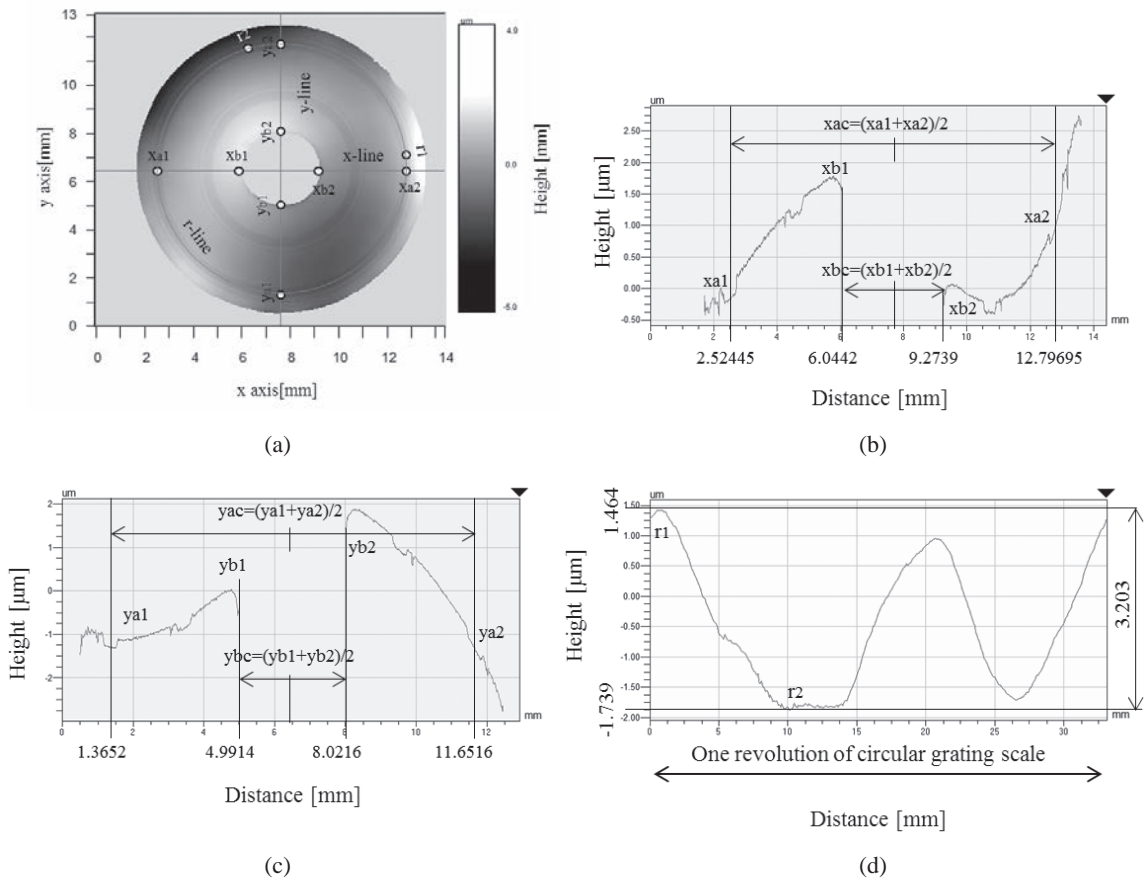 13
12
10
8
6
4
2
0
y axis[mm]
0 2 4 6 8 10 12 14
x axis[mm]
r2
ya2
y-line
yb2
xa1
xb1
x-line
r1
xb2
xa2
yb1
r-line
ya1
um
4.9
0.0
-5.0
Height [mm]
(a)
um
2.50
2.00
1.50
1.00
0.50
0.00
-0.50
Height [μm]
xac=(xa1+xa2)/2
xb1
xa2
xbc=(xb1+xb2)/2
xa1
xb2
mm
0 2 4 6 8 10 12 14
2.52445 6.0442 9.2739 12.79695
Distance [mm]
(b)
um
2
1
0
-1
-2
Height [μm]
yac=(ya1+ya2)/2
yb2
yb1
ya1
ya2
ybc=(yb1+yb2)/2
mm
0 2 4 6 8 10 12
1.3652 4.9914 8.0216 11.6516
Distance [mm]
(c)
um
1.464
1.50
1.00
0.50
0.00
-0.50
-1.00
-1.50
-2.00
-1.739
Height [μm]
r1
3.203
r2
mm
0 5 10 15 20 25 30
One revolution of circular grating scale
Distance [mm]
(d)